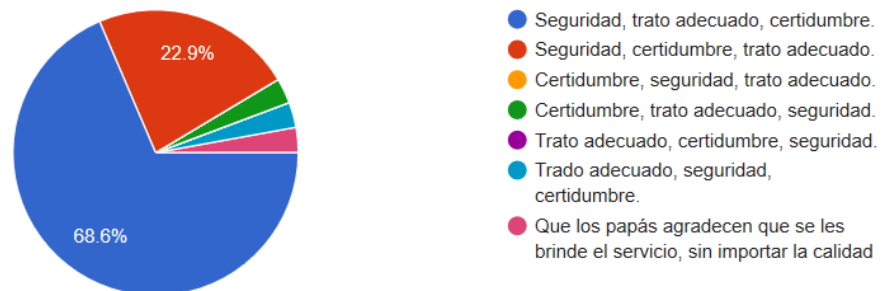 22.9%
68.6%
Seguridad, trato adecuado, certidumbre.
Seguridad, certidumbre, trato adecuado.
Certidumbre, seguridad, trato adecuado.
Certidumbre, trato adecuado, seguridad.
Trato adecuado, certidumbre, seguridad.
Trado adecuado, seguridad,
certidumbre.
Que los papás agradecen que se les
brinde el servicio, sin importar la calidad